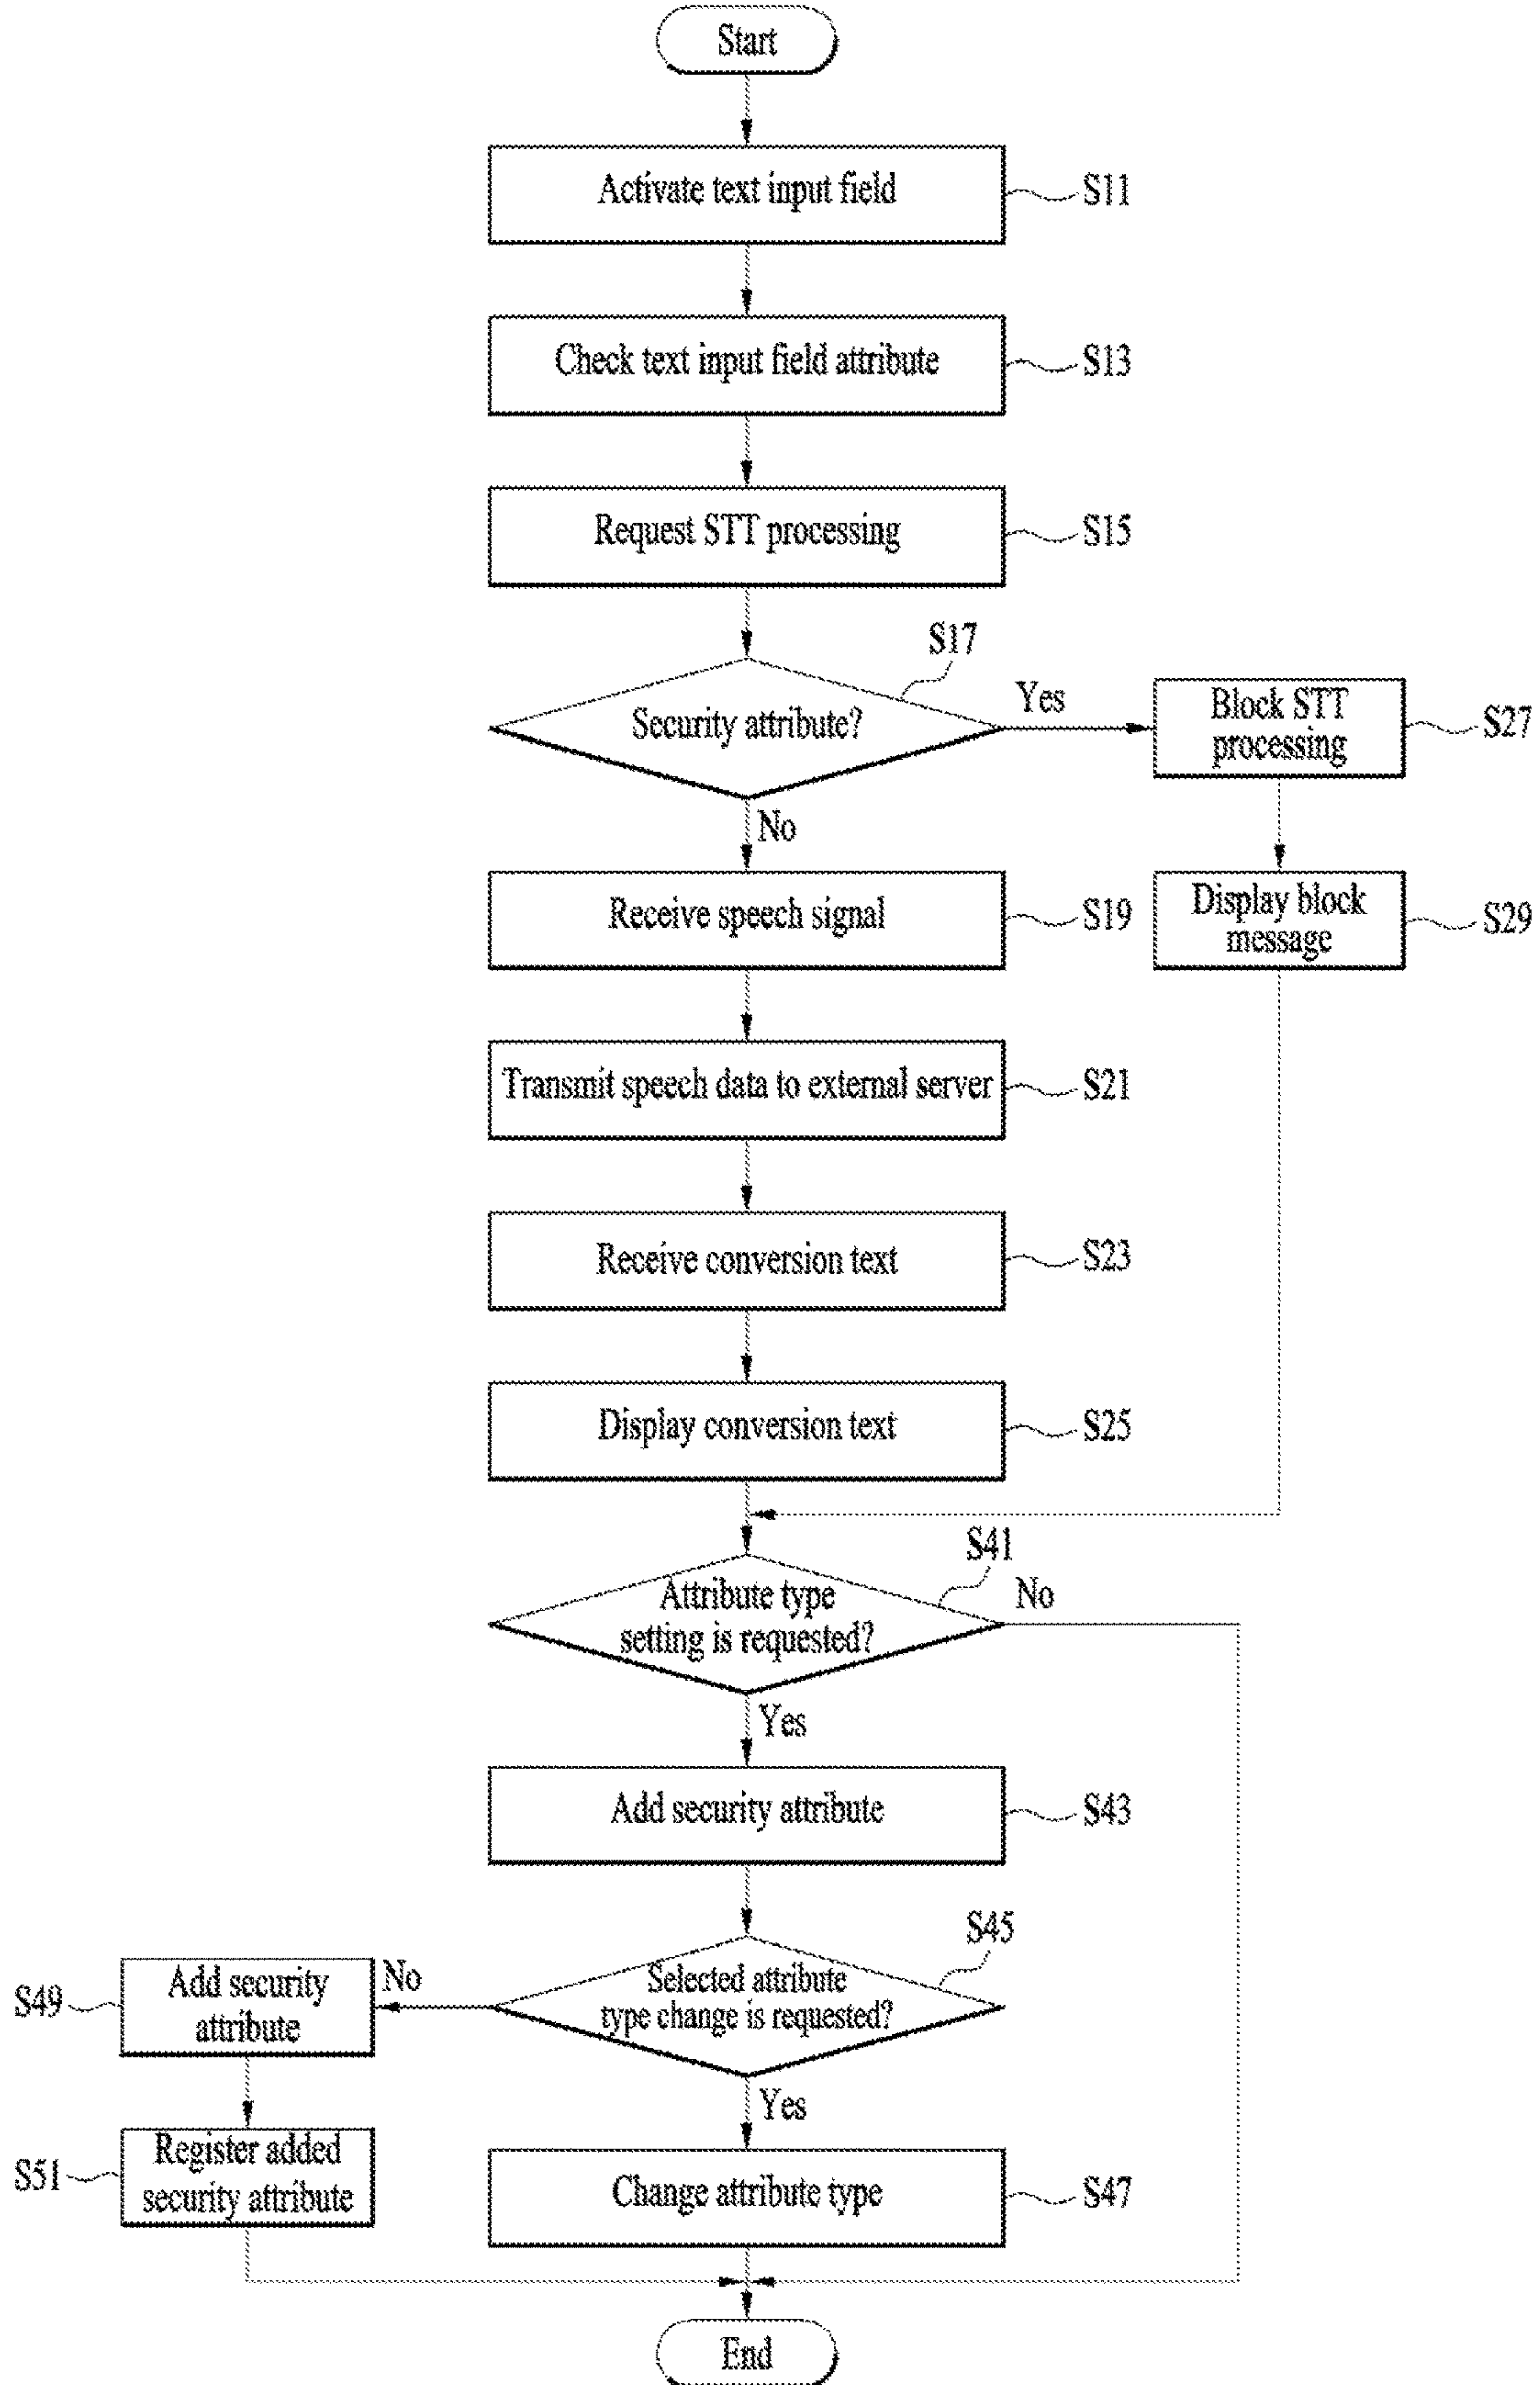 Start
Activate text input field
S11
Check text input field attribute
S13
Request STT processing
S15
S17
Security attribute?
Yes
Block STT
processing
S27
No
Receive speech signal
S19
Display block
message
S29
Transmit speech data to external server
S21
Receive conversion text
S23
Display conversion text
S25
S41
Attribute type
setting is requested?
No
Yes
Add security attribute
S43
S45
Selected attribute
type change is requested?
No
S49
Add security
attribute
Yes
S51
Register added
security attribute
Change attribute type
S47
End